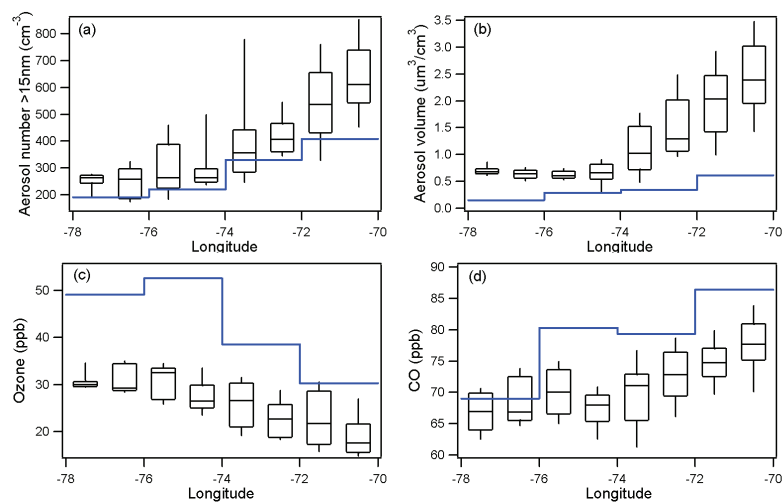 (a)
Aerosol number >15nm (cm⁻³)
800
700
600
500
400
300
200
-78 -76 -74 -72 -70
Longitude
(b)
Aerosol volume (um³/cm³)
3.5
3.0
2.5
2.0
1.5
1.0
0.5
0.0
-78 -76 -74 -72 -70
Longitude
(c)
Ozone (ppb)
50
40
30
20
-78 -76 -74 -72 -70
Longitude
(d)
CO (ppb)
90
85
80
75
70
65
60
-78 -76 -74 -72 -70
Longitude